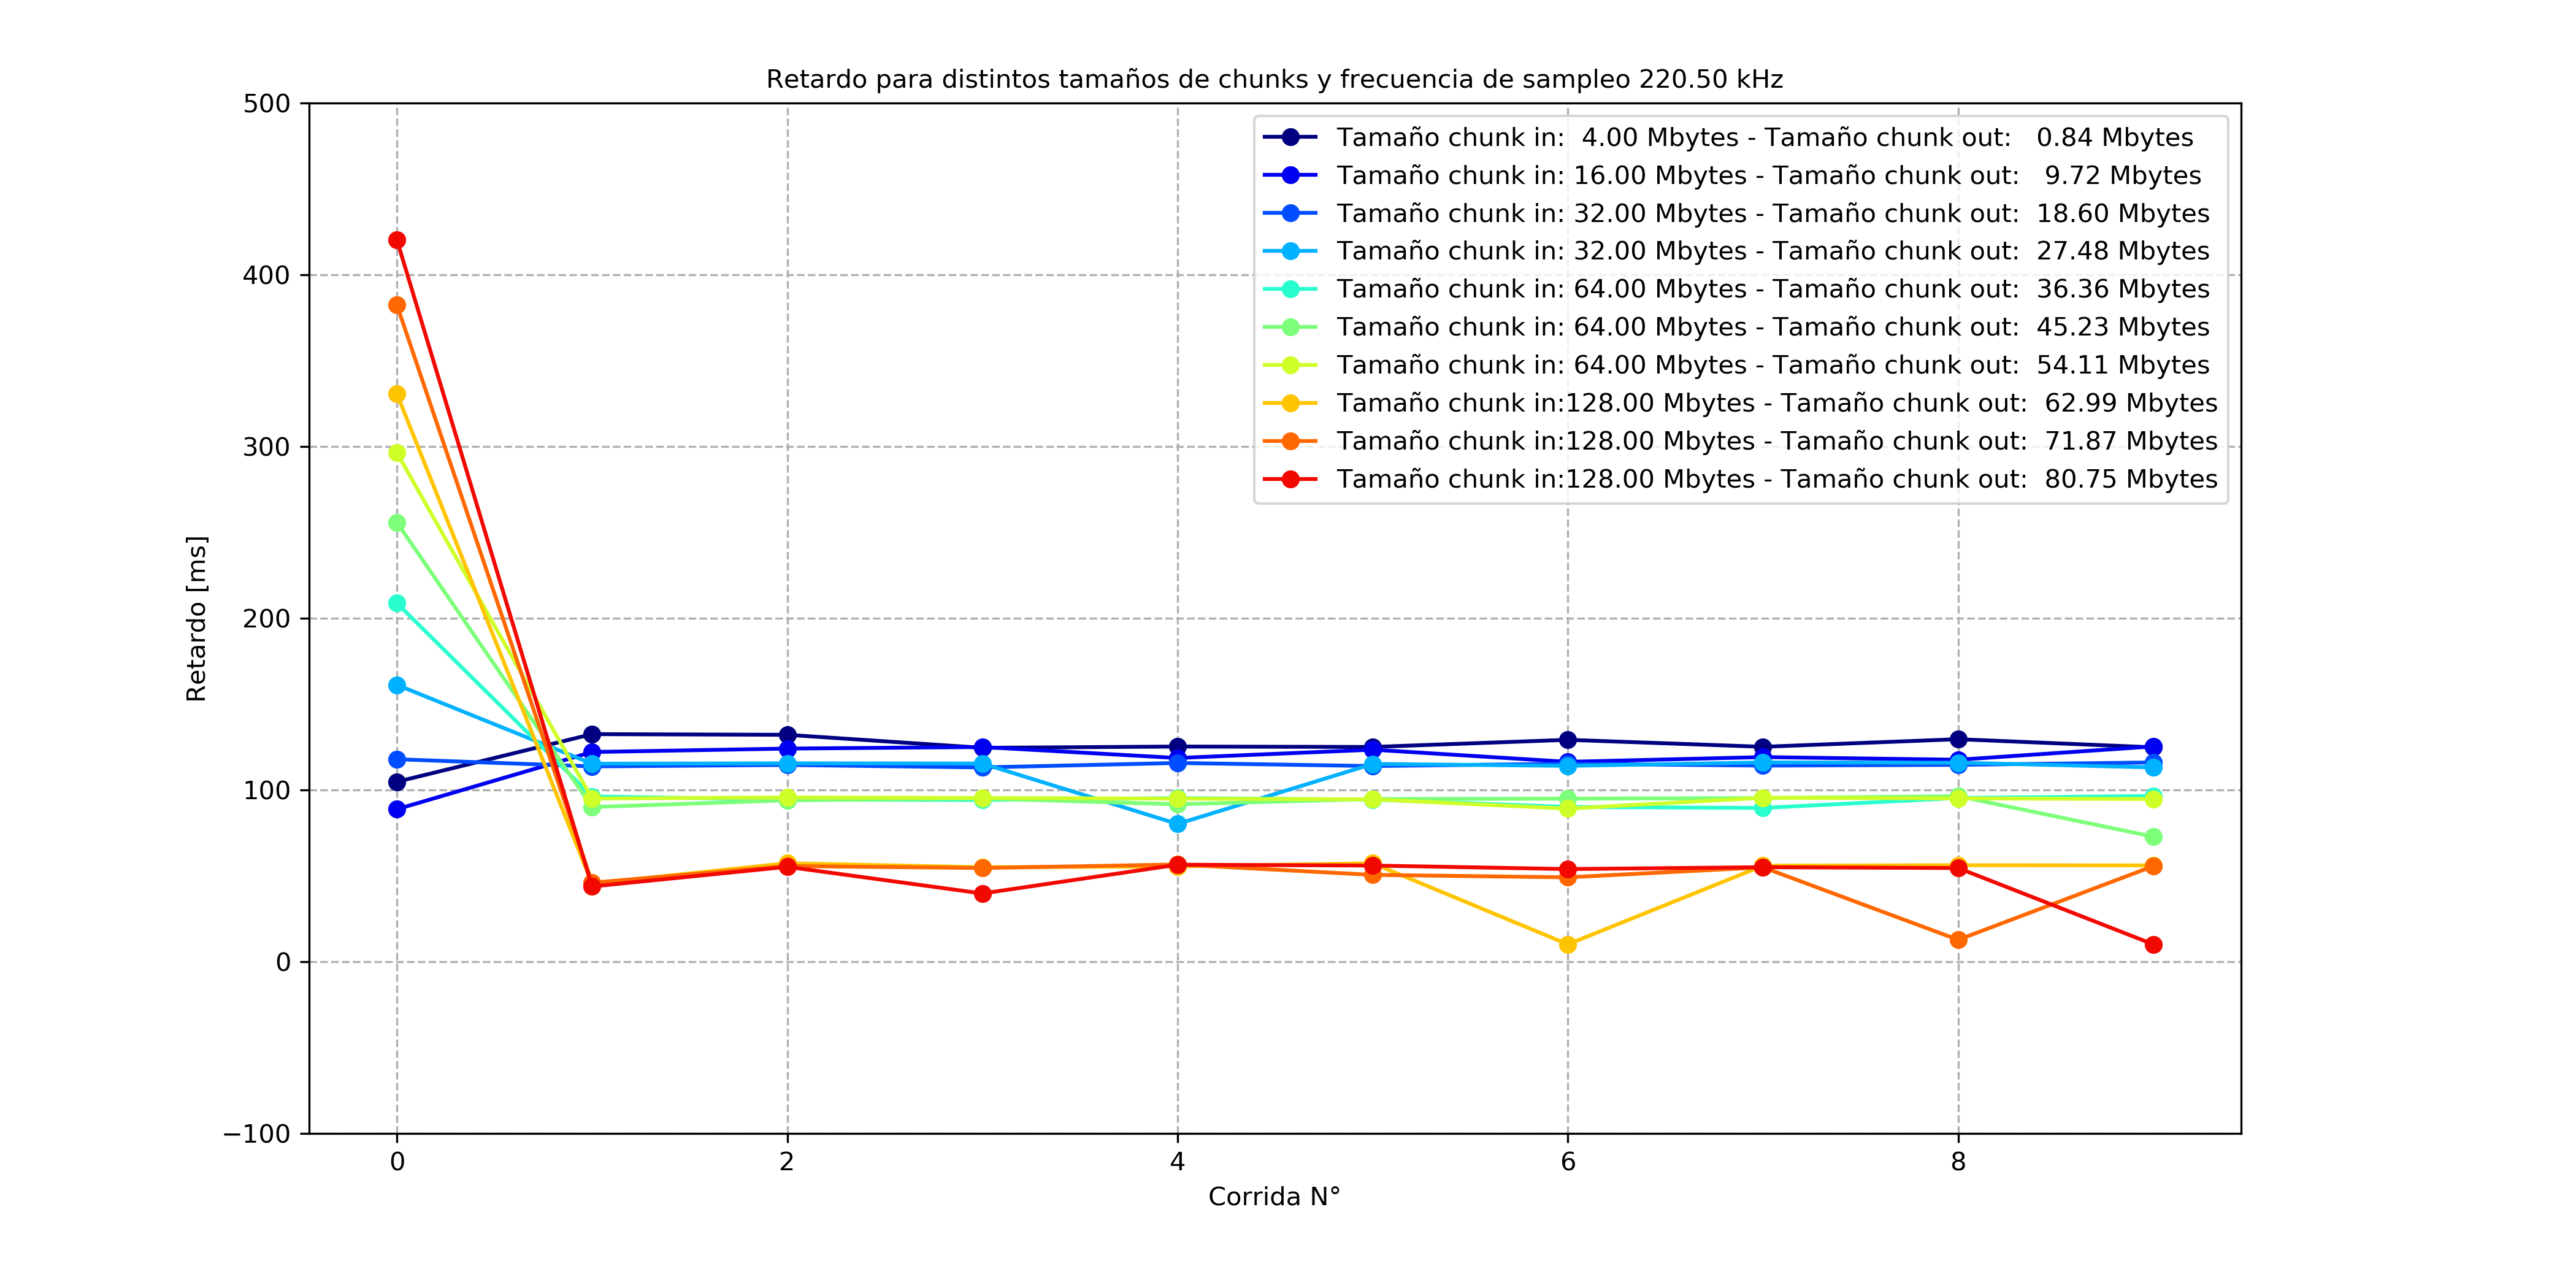 Retardo para distintos tamaños de chunks y frecuencia de sampleo 220.50 kHz
500
400
300
200
100
0
−100
Retardo [ms]
Tamaño chunk in:  4.00 Mbytes - Tamaño chunk out:   0.84 Mbytes
Tamaño chunk in: 16.00 Mbytes - Tamaño chunk out:   9.72 Mbytes
Tamaño chunk in: 32.00 Mbytes - Tamaño chunk out:  18.60 Mbytes
Tamaño chunk in: 32.00 Mbytes - Tamaño chunk out:  27.48 Mbytes
Tamaño chunk in: 64.00 Mbytes - Tamaño chunk out:  36.36 Mbytes
Tamaño chunk in: 64.00 Mbytes - Tamaño chunk out:  45.23 Mbytes
Tamaño chunk in: 64.00 Mbytes - Tamaño chunk out:  54.11 Mbytes
Tamaño chunk in:128.00 Mbytes - Tamaño chunk out:  62.99 Mbytes
Tamaño chunk in:128.00 Mbytes - Tamaño chunk out:  71.87 Mbytes
Tamaño chunk in:128.00 Mbytes - Tamaño chunk out:  80.75 Mbytes
0 2 4 6 8
Corrida N°